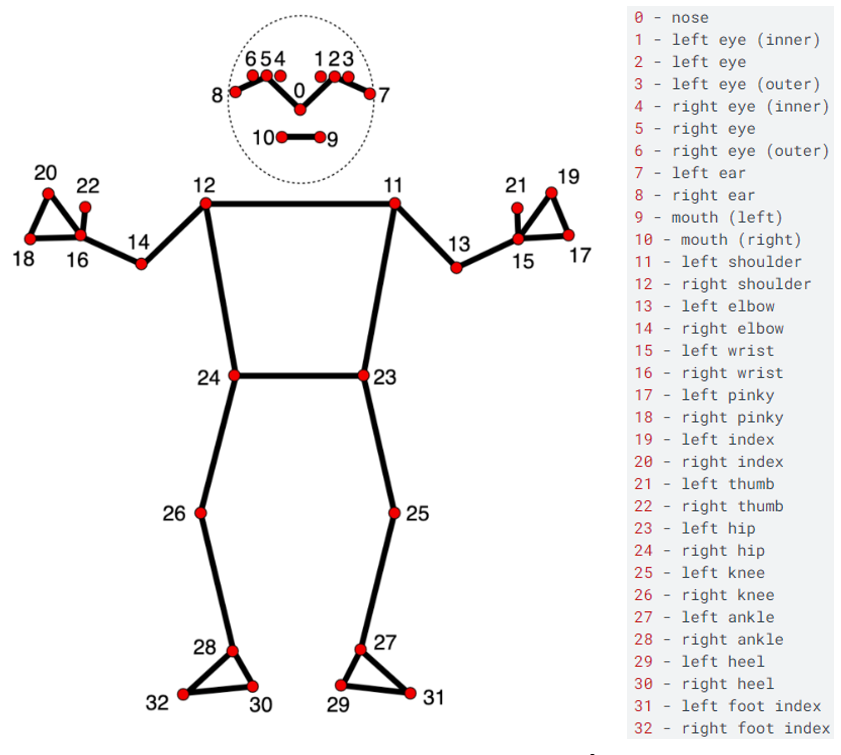 6 5 4 1 2 3
8 0 7
10 9
20 22 12 11 21 19
18 16 14 13 15 17
24 23
26 25
28 27
32 30 29 31
0 - nose
1 - left eye (inner)
2 - left eye
3 - left eye (outer)
4 - right eye (inner)
5 - right eye
6 - right eye (outer)
7 - left ear
8 - right ear
9 - mouth (left)
10 - mouth (right)
11 - left shoulder
12 - right shoulder
13 - left elbow
14 - right elbow
15 - left wrist
16 - right wrist
17 - left pinky
18 - right pinky
19 - left index
20 - right index
21 - left thumb
22 - right thumb
23 - left hip
24 - right hip
25 - left knee
26 - right knee
27 - left ankle
28 - right ankle
29 - left heel
30 - right heel
31 - left foot index
32 - right foot index